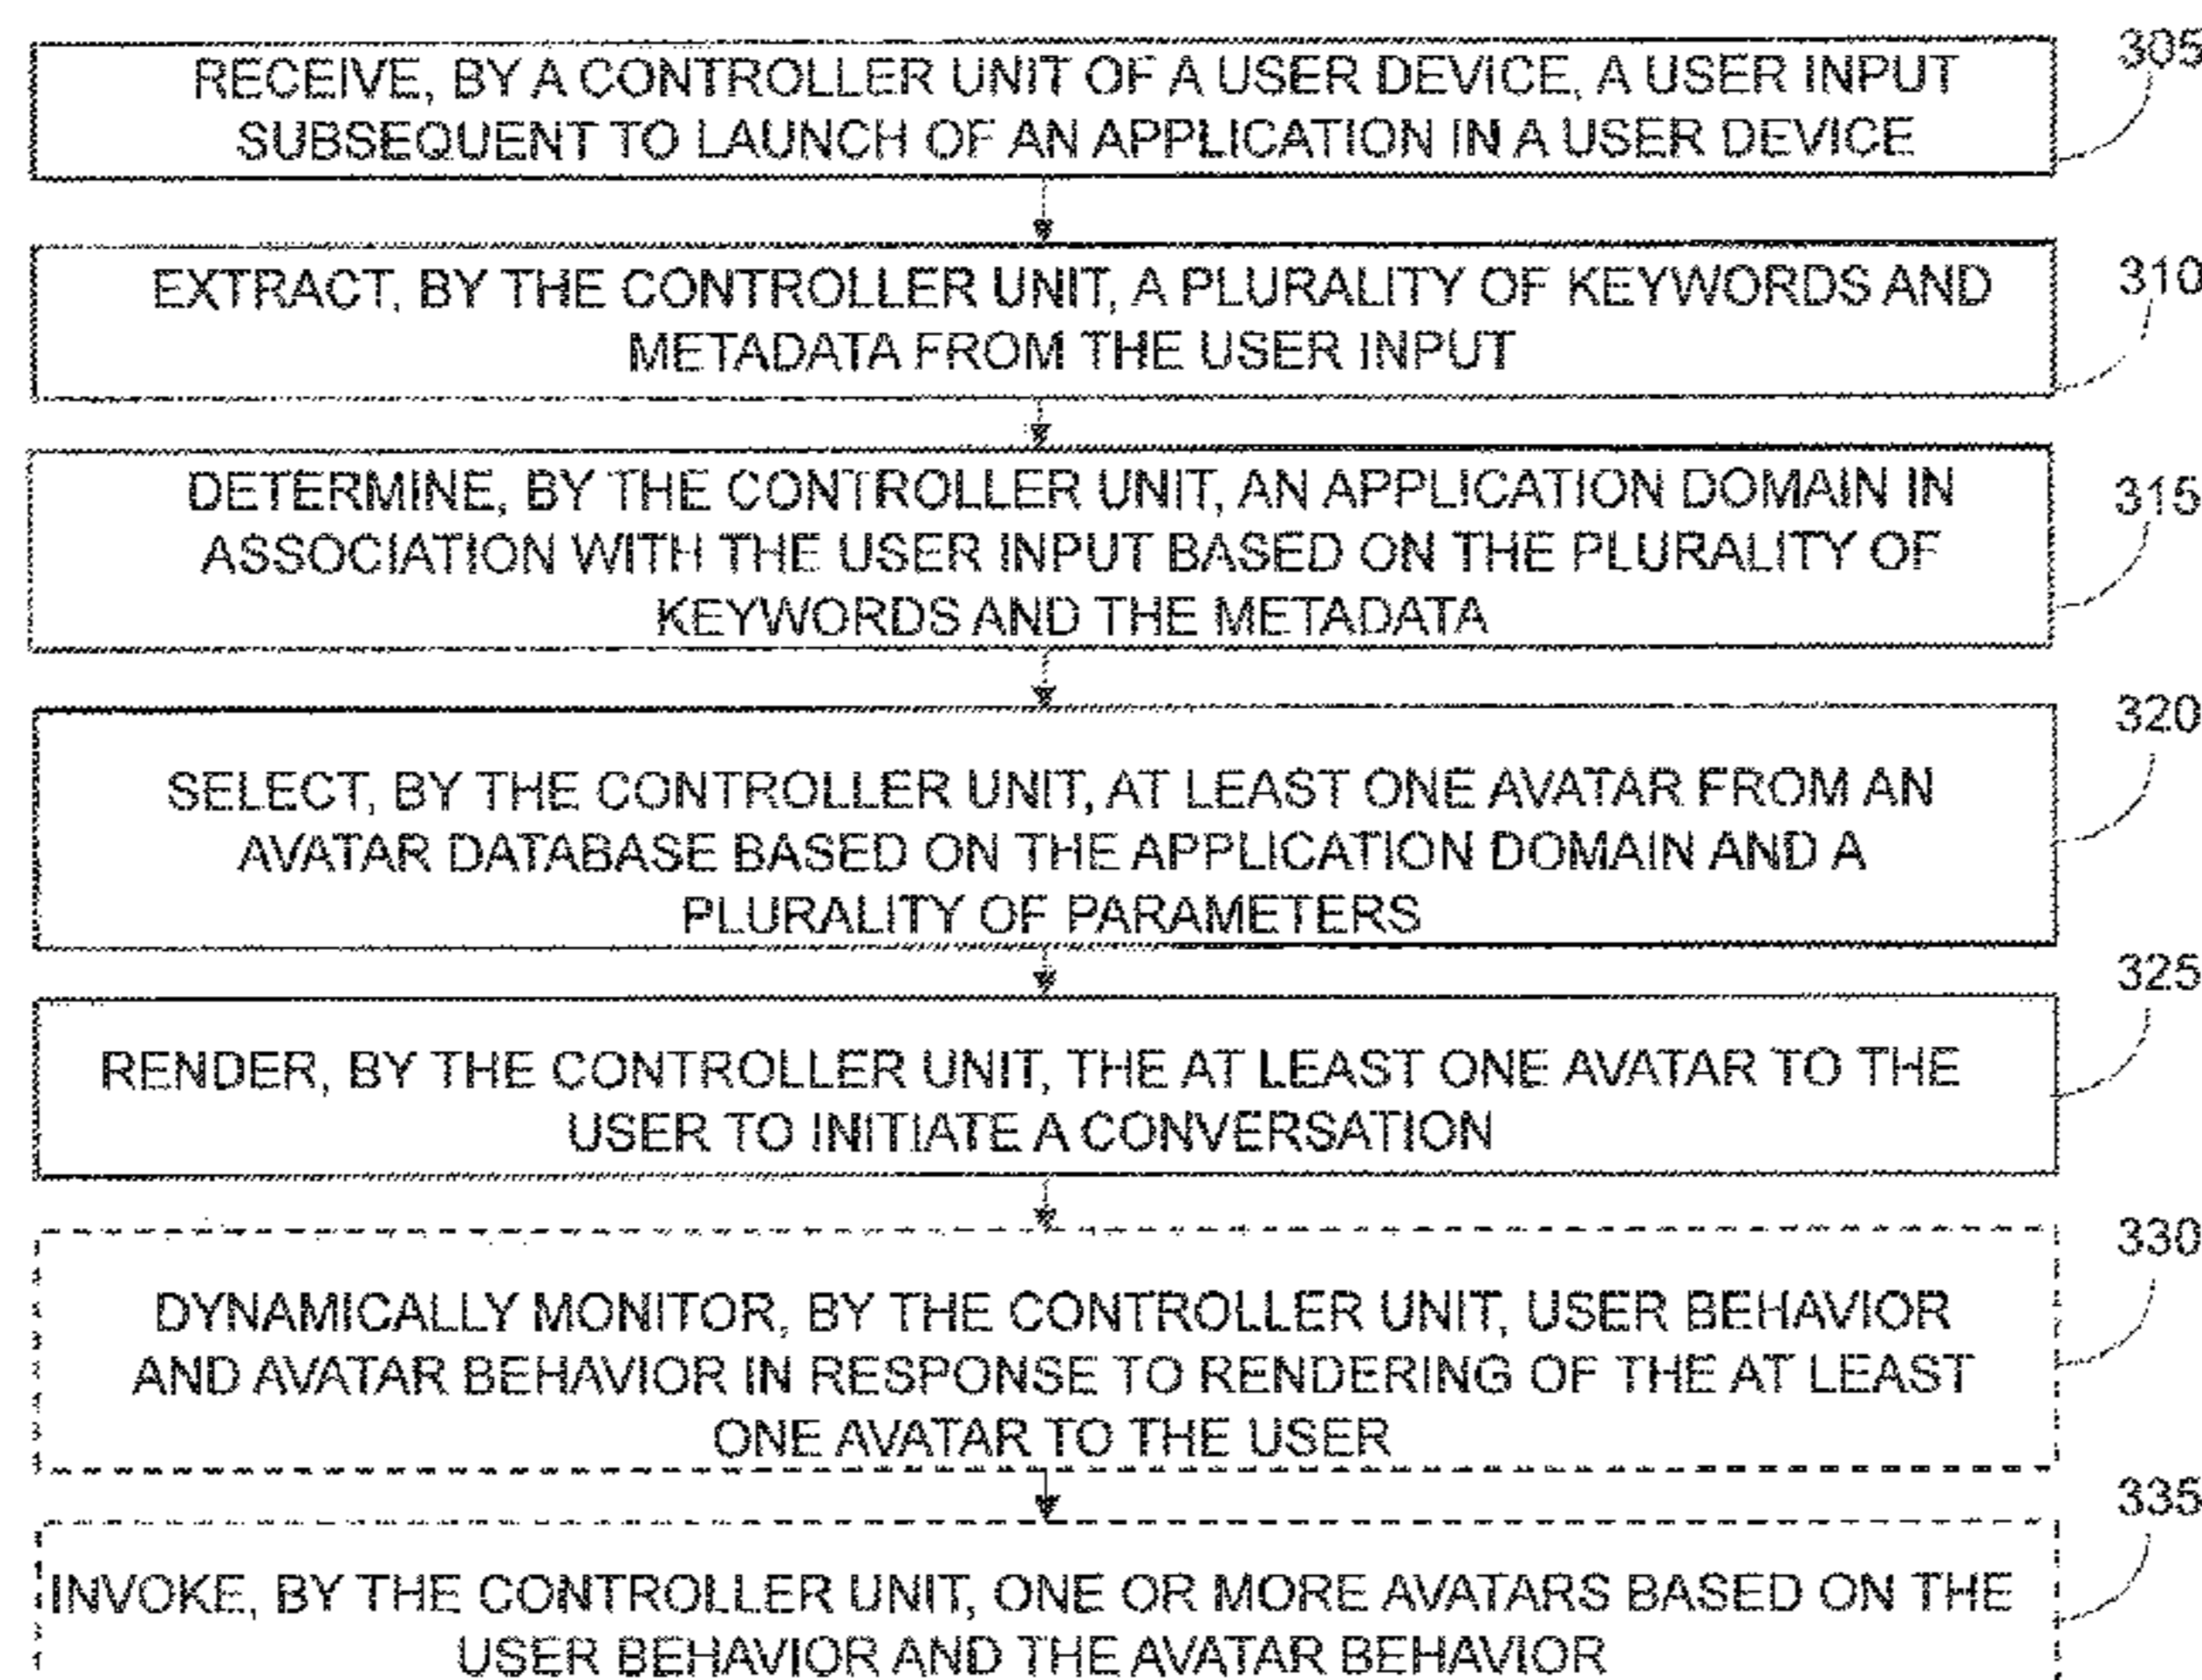 305
RECEIVE, BY A CONTROLLER UNIT OF A USER DEVICE, A USER INPUT
SUBSEQUENT TO LAUNCH OF AN APPLICATION IN A USER DEVICE
310
EXTRACT, BY THE CONTROLLER UNIT, A PLURALITY OF KEYWORDS AND
METADATA FROM THE USER INPUT
315
DETERMINE, BY THE CONTROLLER UNIT, AN APPLICATION DOMAIN IN
ASSOCIATION WITH THE USER INPUT BASED ON THE PLURALITY OF
KEYWORDS AND THE METADATA
320
SELECT, BY THE CONTROLLER UNIT, AT LEAST ONE AVATAR FROM AN
AVATAR DATABASE BASED ON THE APPLICATION DOMAIN AND A
PLURALITY OF PARAMETERS
325
RENDER, BY THE CONTROLLER UNIT, THE AT LEAST ONE AVATAR TO THE
USER TO INITIATE A CONVERSATION
330
DYNAMICALLY MONITOR, BY THE CONTROLLER UNIT, USER BEHAVIOR
AND AVATAR BEHAVIOR IN RESPONSE TO RENDERING OF THE AT LEAST
ONE AVATAR TO THE USER
335
INVOKE, BY THE CONTROLLER UNIT, ONE OR MORE AVATARS BASED ON THE
USER BEHAVIOR AND THE AVATAR BEHAVIOR